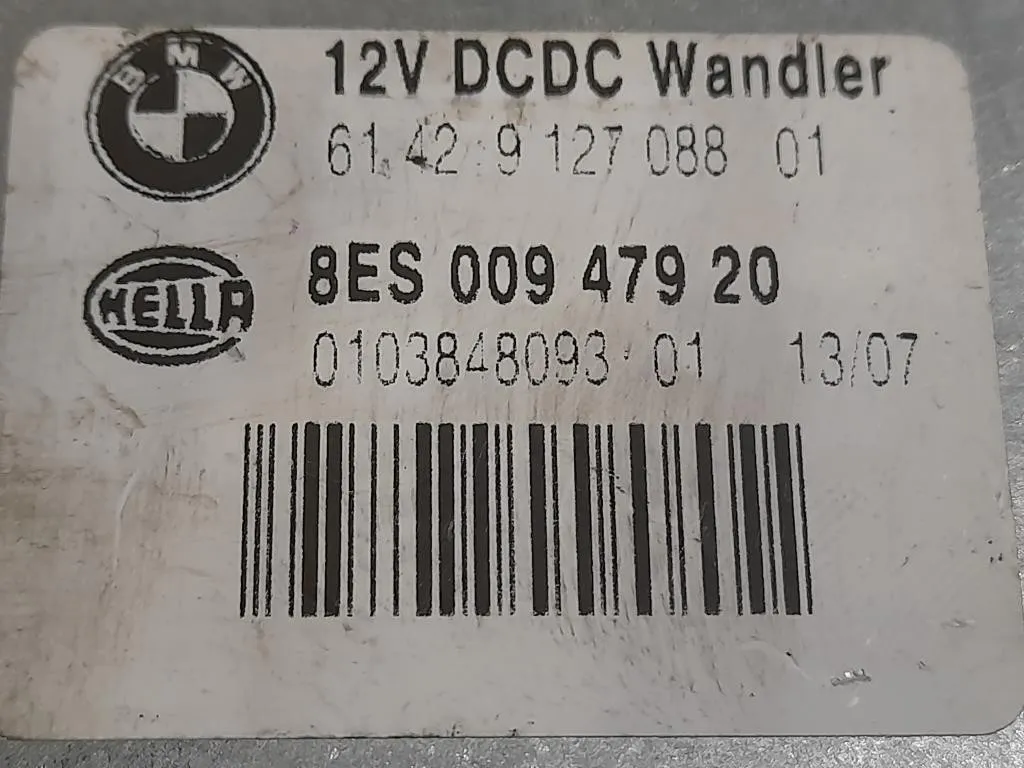 BMW
12V DCDC Wandler
61.42 9 127 088 01
HELLA
8ES 009 479 20
0103848093 01 13/07